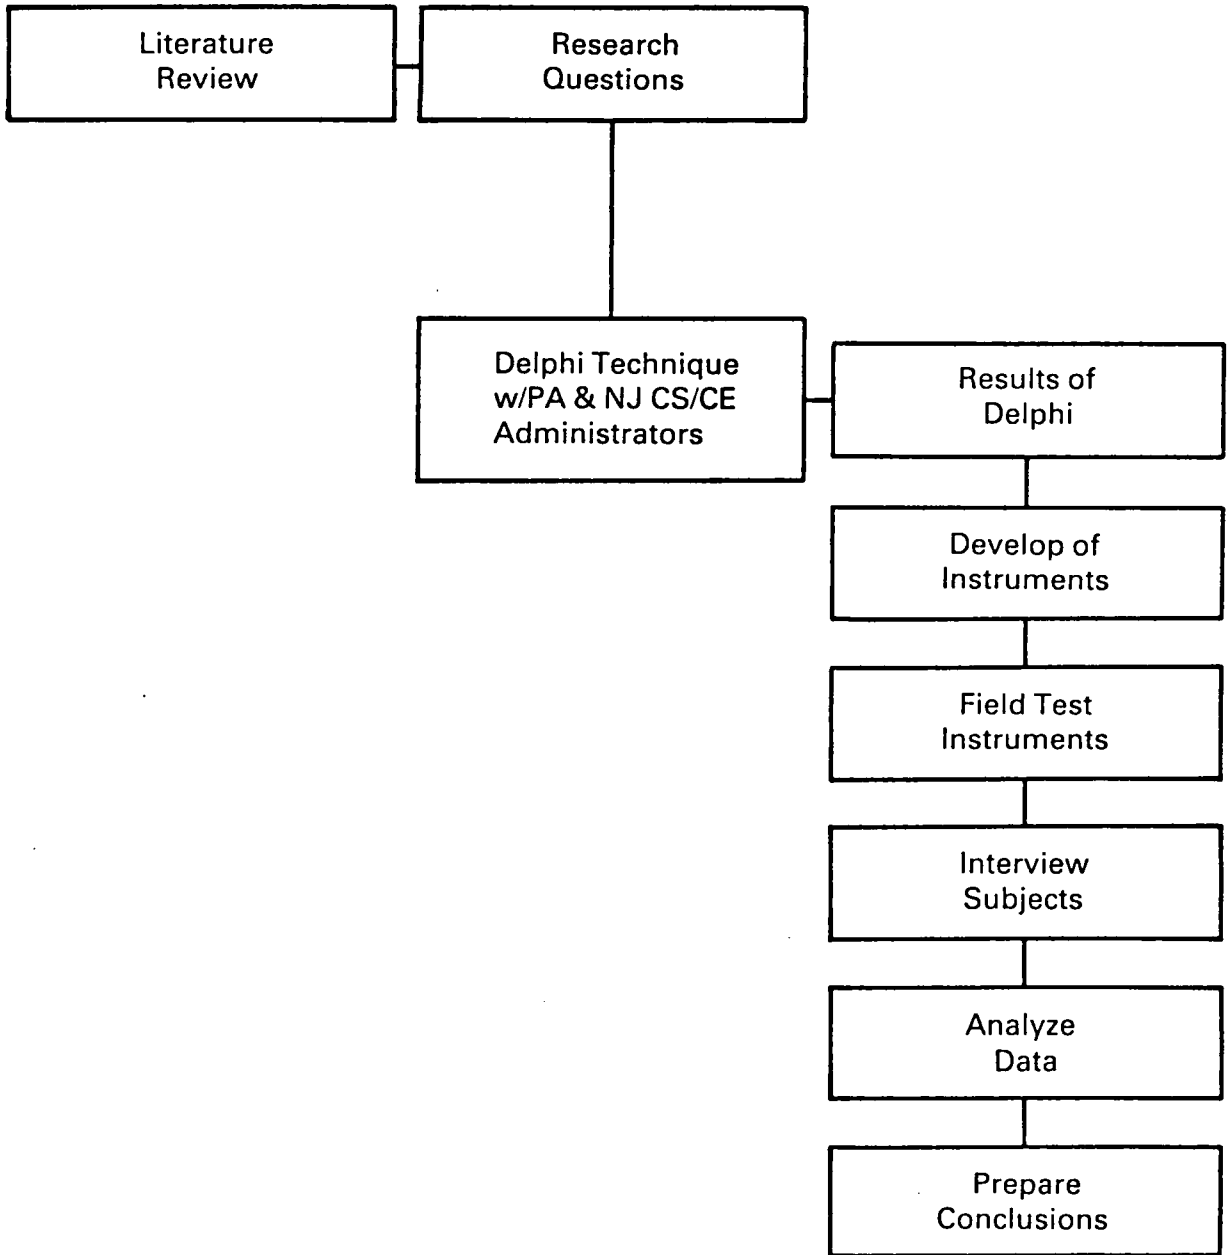 Literature
Review
Research
Questions
Delphi Technique
w/PA & NJ CS/CE
Administrators
Results of
Delphi
Develop of
Instruments
Field Test
Instruments
Interview
Subjects
Analyze
Data
Prepare
Conclusions